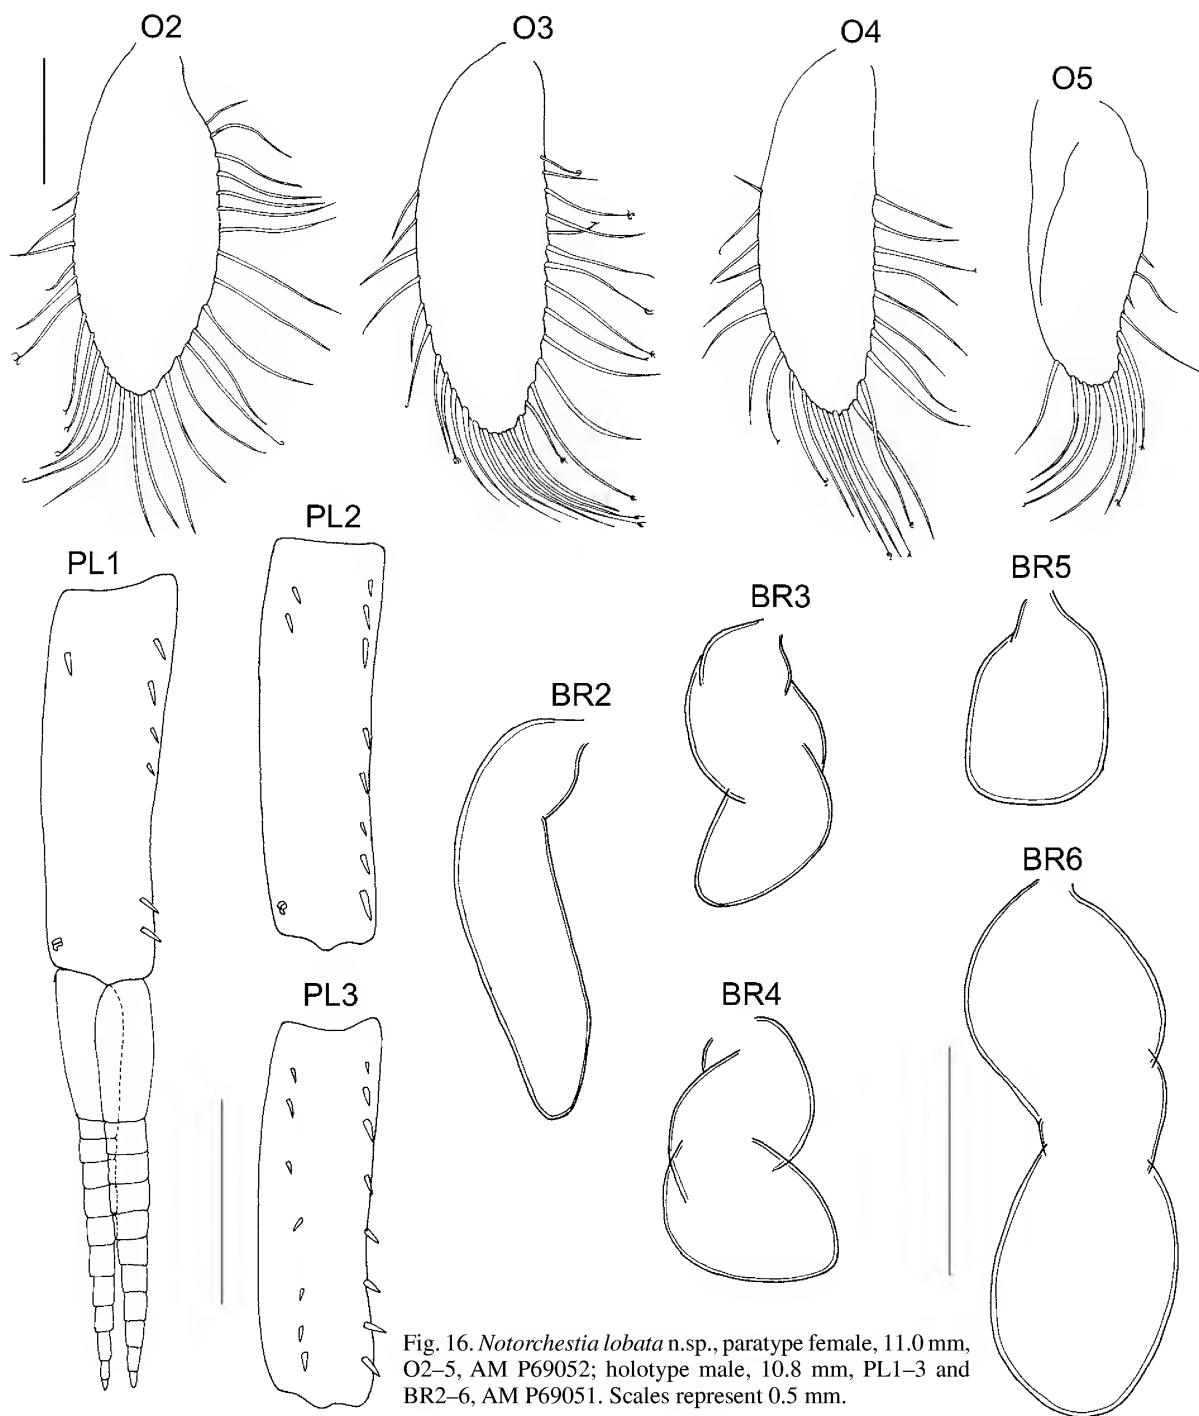 O2
O3
O4
O5
PL1
PL2
BR2
BR3
BR5
BR6
PL3
BR4
Fig. 16. Notorchestia lobata n.sp., paratype female, 11.0 mm,
O2–5, AM P69052; holotype male, 10.8 mm, PL1–3 and
BR2–6, AM P69051. Scales represent 0.5 mm.